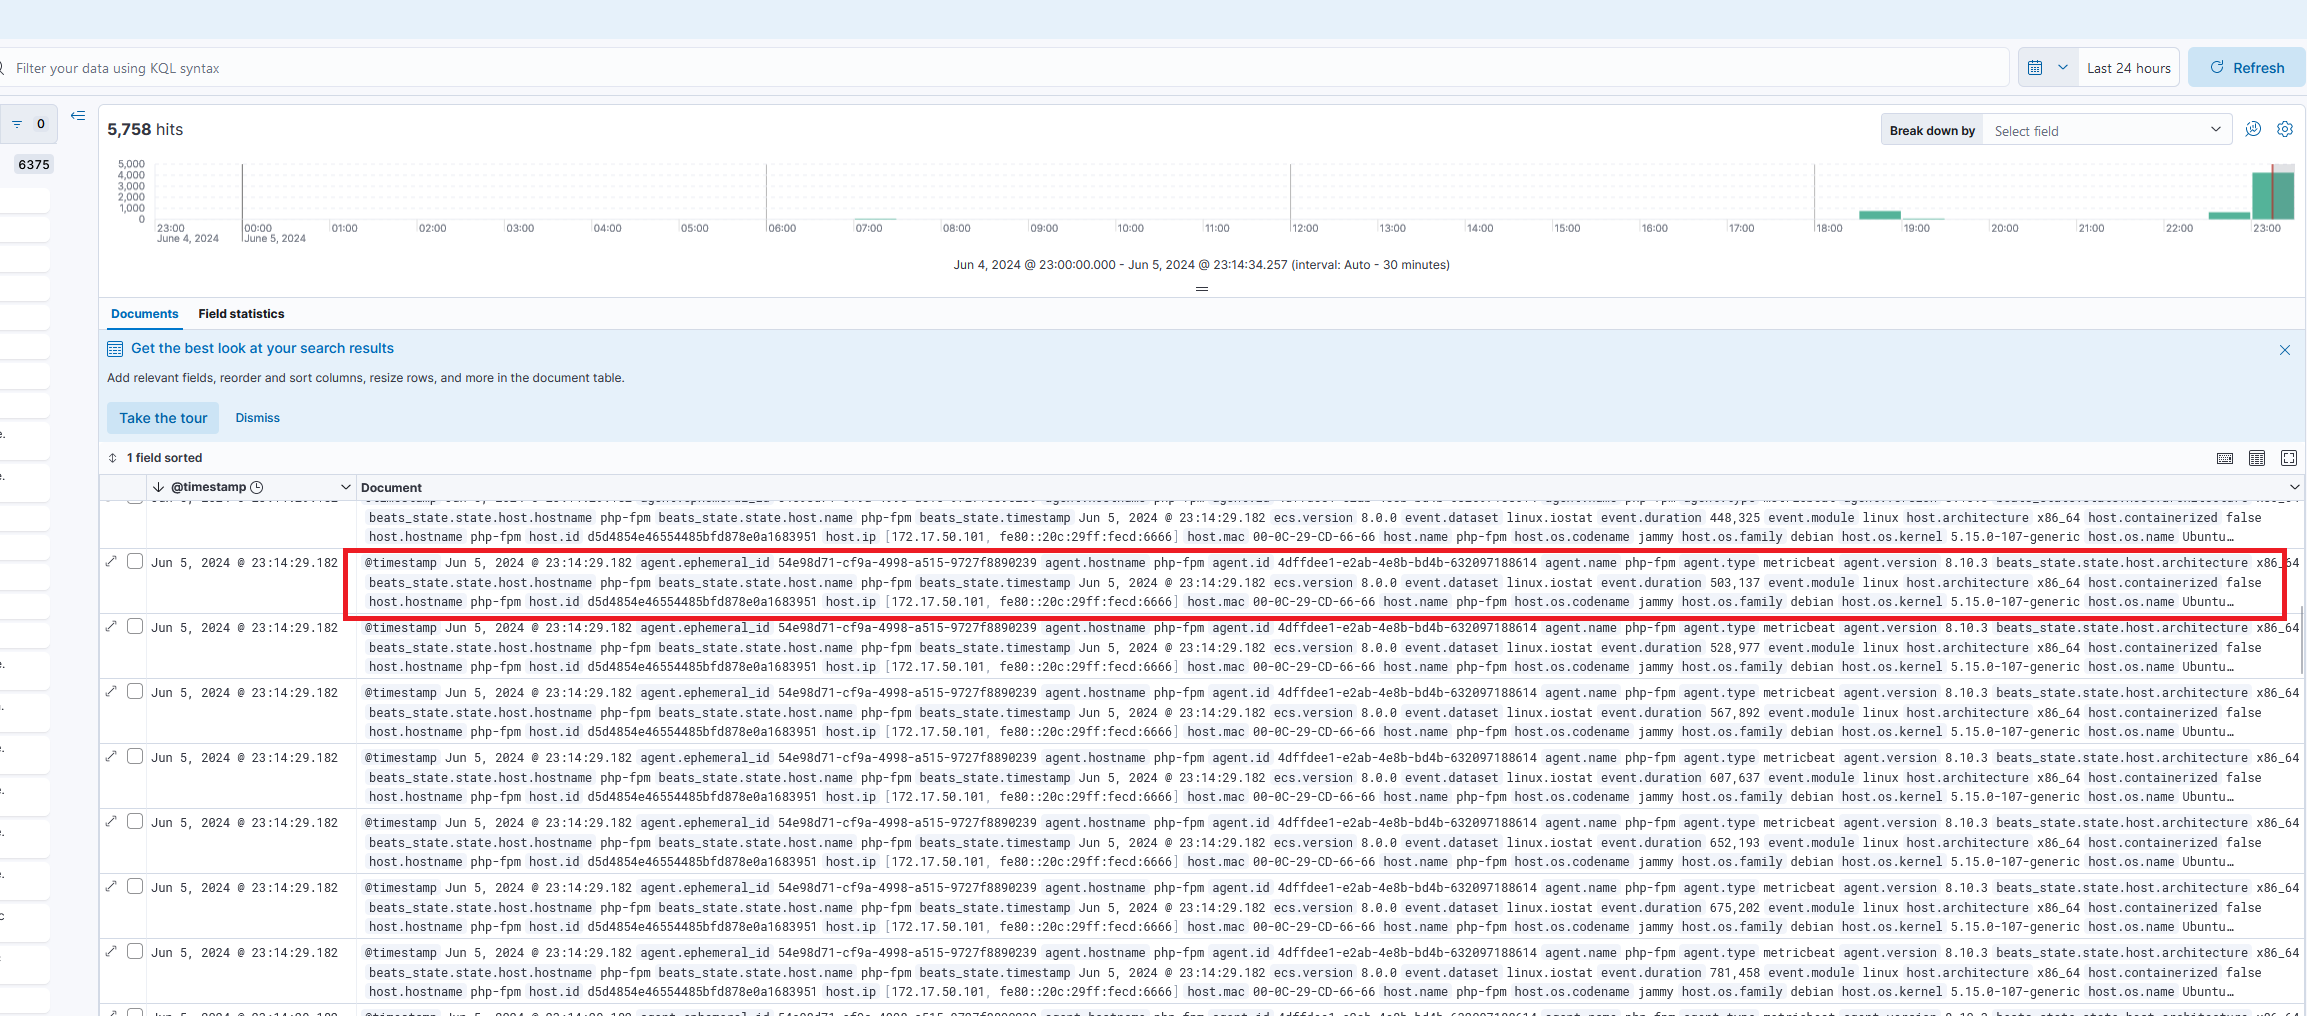 Filter your data using KQL syntax
Last 24 hours
Refresh
0
6375
5,758 hits
Break down by Select field
5,000
4,000
3,000
2,000
1,000
0
23:00 00:00 01:00 02:00 03:00 04:00 05:00 06:00 07:00 08:00 09:00 10:00 11:00 12:00 13:00 14:00 15:00 16:00 17:00 18:00 19:00 20:00 21:00 22:00 23:00
June 4, 2024 June 5, 2024
Jun 4, 2024 @ 23:00:00.000 - Jun 5, 2024 @ 23:14:34.257 (interval: Auto - 30 minutes)
Documents Field statistics
Get the best look at your search results
Add relevant fields, reorder and sort columns, resize rows, and more in the document table.
Take the tour Dismiss
1 field sorted
@timestamp Document
beats_state.state.host.hostname php-fpm beats_state.state.host.name php-fpm beats_state.timestamp Jun 5, 2024 @ 23:14:29.182 ecs.version 8.0.0 event.dataset linux.iostat event.duration 448,325 event.module linux host.architecture x86_64 host.containerized false
host.hostname php-fpm host.id d5d4854e46554485bfd878e0a1683951 host.ip [172.17.50.101, fe80::20c:29ff:fecd:6666] host.mac 00-0C-29-CD-66-66 host.name php-fpm host.os.codename jammy host.os.family debian host.os.kernel 5.15.0-107-generic host.os.name Ubuntu…
Jun 5, 2024 @ 23:14:29.182 @timestamp Jun 5, 2024 @ 23:14:29.182 agent.ephemeral_id 54e98d71-cf9a-4998-a515-9727f8890239 agent.hostname php-fpm agent.id 4dffdee1-e2ab-4e8b-bd4b-632097188614 agent.name php-fpm agent.type metricbeat agent.version 8.10.3 beats_state.state.host.architecture x86_64
beats_state.state.host.hostname php-fpm beats_state.state.host.name php-fpm beats_state.timestamp Jun 5, 2024 @ 23:14:29.182 ecs.version 8.0.0 event.dataset linux.iostat event.duration 503,137 event.module linux host.architecture x86_64 host.containerized false
host.hostname php-fpm host.id d5d4854e46554485bfd878e0a1683951 host.ip [172.17.50.101, fe80::20c:29ff:fecd:6666] host.mac 00-0C-29-CD-66-66 host.name php-fpm host.os.codename jammy host.os.family debian host.os.kernel 5.15.0-107-generic host.os.name Ubuntu…
Jun 5, 2024 @ 23:14:29.182 @timestamp Jun 5, 2024 @ 23:14:29.182 agent.ephemeral_id 54e98d71-cf9a-4998-a515-9727f8890239 agent.hostname php-fpm agent.id 4dffdee1-e2ab-4e8b-bd4b-632097188614 agent.name php-fpm agent.type metricbeat agent.version 8.10.3 beats_state.state.host.architecture x86_64
beats_state.state.host.hostname php-fpm beats_state.state.host.name php-fpm beats_state.timestamp Jun 5, 2024 @ 23:14:29.182 ecs.version 8.0.0 event.dataset linux.iostat event.duration 528,977 event.module linux host.architecture x86_64 host.containerized false
host.hostname php-fpm host.id d5d4854e46554485bfd878e0a1683951 host.ip [172.17.50.101, fe80::20c:29ff:fecd:6666] host.mac 00-0C-29-CD-66-66 host.name php-fpm host.os.codename jammy host.os.family debian host.os.kernel 5.15.0-107-generic host.os.name Ubuntu…
Jun 5, 2024 @ 23:14:29.182 @timestamp Jun 5, 2024 @ 23:14:29.182 agent.ephemeral_id 54e98d71-cf9a-4998-a515-9727f8890239 agent.hostname php-fpm agent.id 4dffdee1-e2ab-4e8b-bd4b-632097188614 agent.name php-fpm agent.type metricbeat agent.version 8.10.3 beats_state.state.host.architecture x86_64
beats_state.state.host.hostname php-fpm beats_state.state.host.name php-fpm beats_state.timestamp Jun 5, 2024 @ 23:14:29.182 ecs.version 8.0.0 event.dataset linux.iostat event.duration 567,892 event.module linux host.architecture x86_64 host.containerized false
host.hostname php-fpm host.id d5d4854e46554485bfd878e0a1683951 host.ip [172.17.50.101, fe80::20c:29ff:fecd:6666] host.mac 00-0C-29-CD-66-66 host.name php-fpm host.os.codename jammy host.os.family debian host.os.kernel 5.15.0-107-generic host.os.name Ubuntu…
Jun 5, 2024 @ 23:14:29.182 @timestamp Jun 5, 2024 @ 23:14:29.182 agent.ephemeral_id 54e98d71-cf9a-4998-a515-9727f8890239 agent.hostname php-fpm agent.id 4dffdee1-e2ab-4e8b-bd4b-632097188614 agent.name php-fpm agent.type metricbeat agent.version 8.10.3 beats_state.state.host.architecture x86_64
beats_state.state.host.hostname php-fpm beats_state.state.host.name php-fpm beats_state.timestamp Jun 5, 2024 @ 23:14:29.182 ecs.version 8.0.0 event.dataset linux.iostat event.duration 607,637 event.module linux host.architecture x86_64 host.containerized false
host.hostname php-fpm host.id d5d4854e46554485bfd878e0a1683951 host.ip [172.17.50.101, fe80::20c:29ff:fecd:6666] host.mac 00-0C-29-CD-66-66 host.name php-fpm host.os.codename jammy host.os.family debian host.os.kernel 5.15.0-107-generic host.os.name Ubuntu…
Jun 5, 2024 @ 23:14:29.182 @timestamp Jun 5, 2024 @ 23:14:29.182 agent.ephemeral_id 54e98d71-cf9a-4998-a515-9727f8890239 agent.hostname php-fpm agent.id 4dffdee1-e2ab-4e8b-bd4b-632097188614 agent.name php-fpm agent.type metricbeat agent.version 8.10.3 beats_state.state.host.architecture x86_64
beats_state.state.host.hostname php-fpm beats_state.state.host.name php-fpm beats_state.timestamp Jun 5, 2024 @ 23:14:29.182 ecs.version 8.0.0 event.dataset linux.iostat event.duration 652,193 event.module linux host.architecture x86_64 host.containerized false
host.hostname php-fpm host.id d5d4854e46554485bfd878e0a1683951 host.ip [172.17.50.101, fe80::20c:29ff:fecd:6666] host.mac 00-0C-29-CD-66-66 host.name php-fpm host.os.codename jammy host.os.family debian host.os.kernel 5.15.0-107-generic host.os.name Ubuntu…
Jun 5, 2024 @ 23:14:29.182 @timestamp Jun 5, 2024 @ 23:14:29.182 agent.ephemeral_id 54e98d71-cf9a-4998-a515-9727f8890239 agent.hostname php-fpm agent.id 4dffdee1-e2ab-4e8b-bd4b-632097188614 agent.name php-fpm agent.type metricbeat agent.version 8.10.3 beats_state.state.host.architecture x86_64
beats_state.state.host.hostname php-fpm beats_state.state.host.name php-fpm beats_state.timestamp Jun 5, 2024 @ 23:14:29.182 ecs.version 8.0.0 event.dataset linux.iostat event.duration 675,202 event.module linux host.architecture x86_64 host.containerized false
host.hostname php-fpm host.id d5d4854e46554485bfd878e0a1683951 host.ip [172.17.50.101, fe80::20c:29ff:fecd:6666] host.mac 00-0C-29-CD-66-66 host.name php-fpm host.os.codename jammy host.os.family debian host.os.kernel 5.15.0-107-generic host.os.name Ubuntu…
Jun 5, 2024 @ 23:14:29.182 @timestamp Jun 5, 2024 @ 23:14:29.182 agent.ephemeral_id 54e98d71-cf9a-4998-a515-9727f8890239 agent.hostname php-fpm agent.id 4dffdee1-e2ab-4e8b-bd4b-632097188614 agent.name php-fpm agent.type metricbeat agent.version 8.10.3 beats_state.state.host.architecture x86_64
beats_state.state.host.hostname php-fpm beats_state.state.host.name php-fpm beats_state.timestamp Jun 5, 2024 @ 23:14:29.182 ecs.version 8.0.0 event.dataset linux.iostat event.duration 781,458 event.module linux host.architecture x86_64 host.containerized false
host.hostname php-fpm host.id d5d4854e46554485bfd878e0a1683951 host.ip [172.17.50.101, fe80::20c:29ff:fecd:6666] host.mac 00-0C-29-CD-66-66 host.name php-fpm host.os.codename jammy host.os.family debian host.os.kernel 5.15.0-107-generic host.os.name Ubuntu…